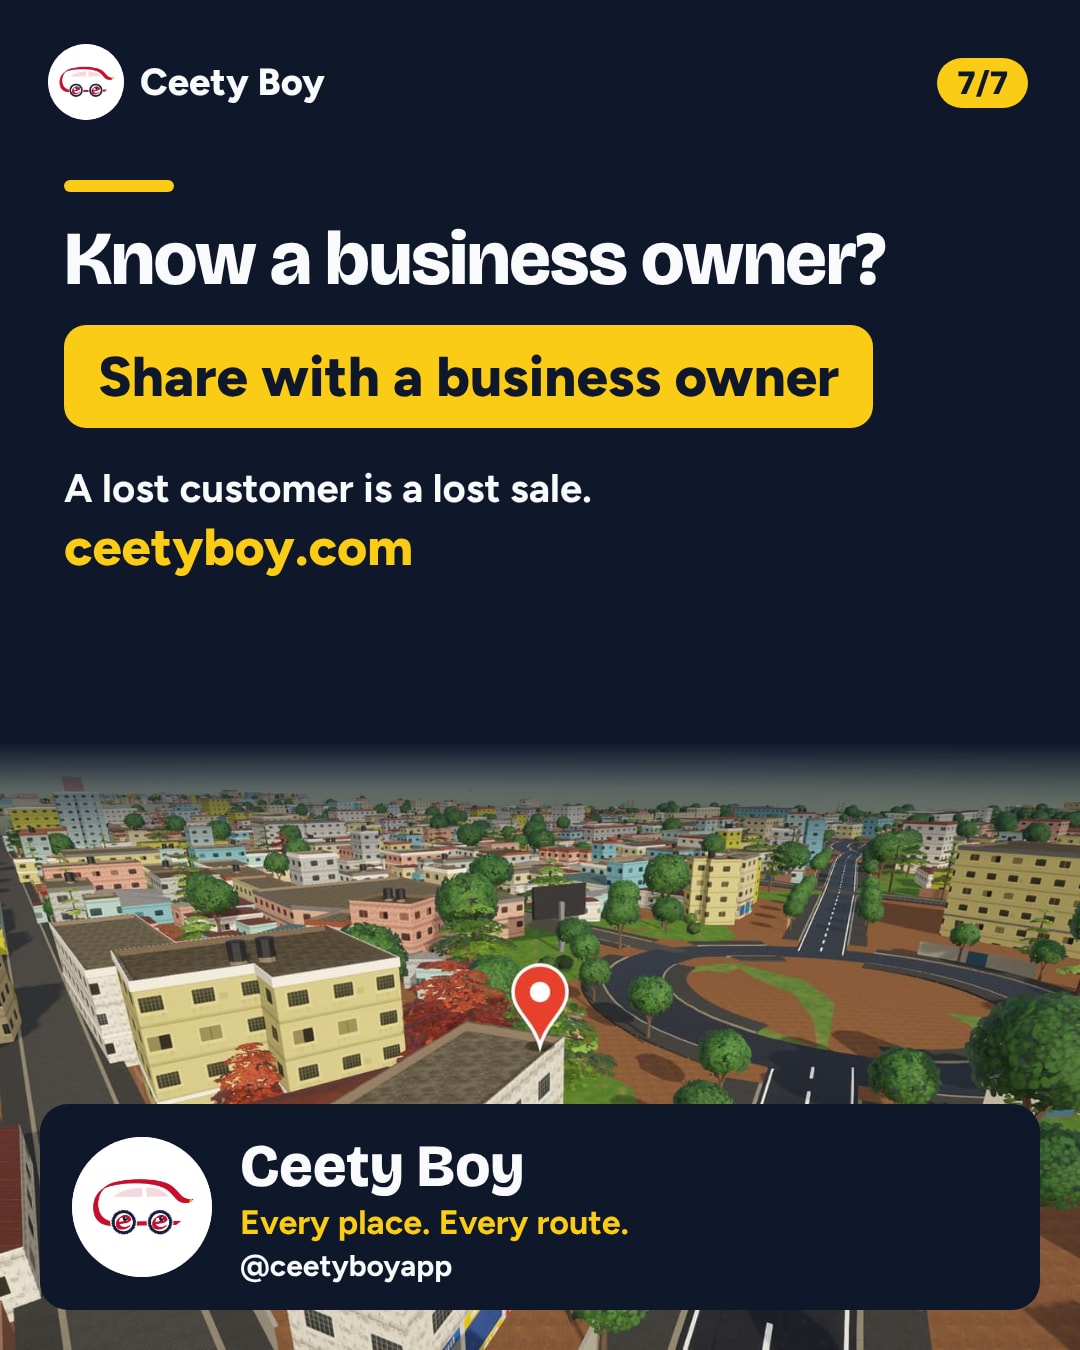 Ceety Boy
7/7
Know a business owner?
Share with a business owner
A lost customer is a lost sale.
ceetyboy.com
Ceety Boy
Every place. Every route.
@ceetyboyapp